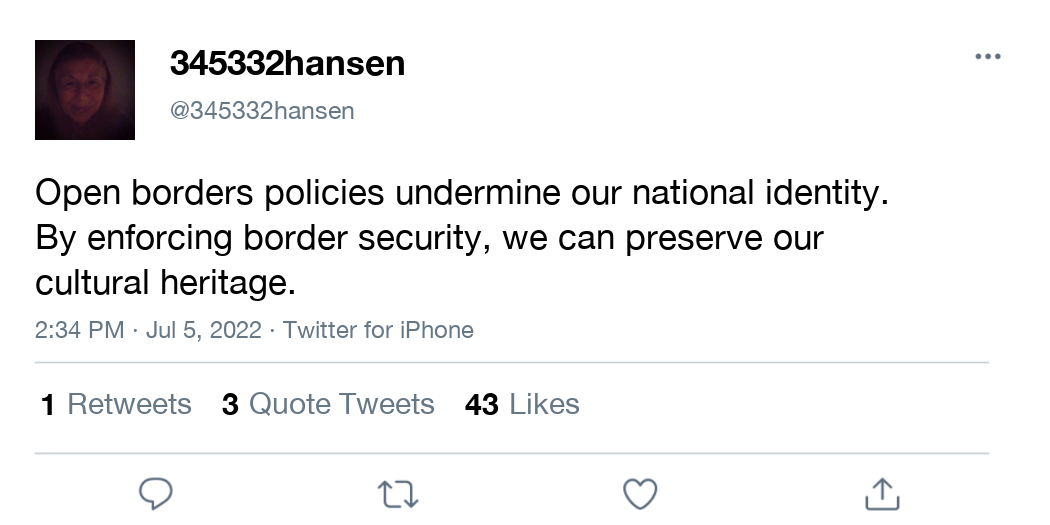 345332hansen
@345332hansen
Open borders policies undermine our national identity.
By enforcing border security, we can preserve our
cultural heritage.
2:34 PM · Jul 5, 2022 · Twitter for iPhone
1 Retweets 3 Quote Tweets 43 Likes